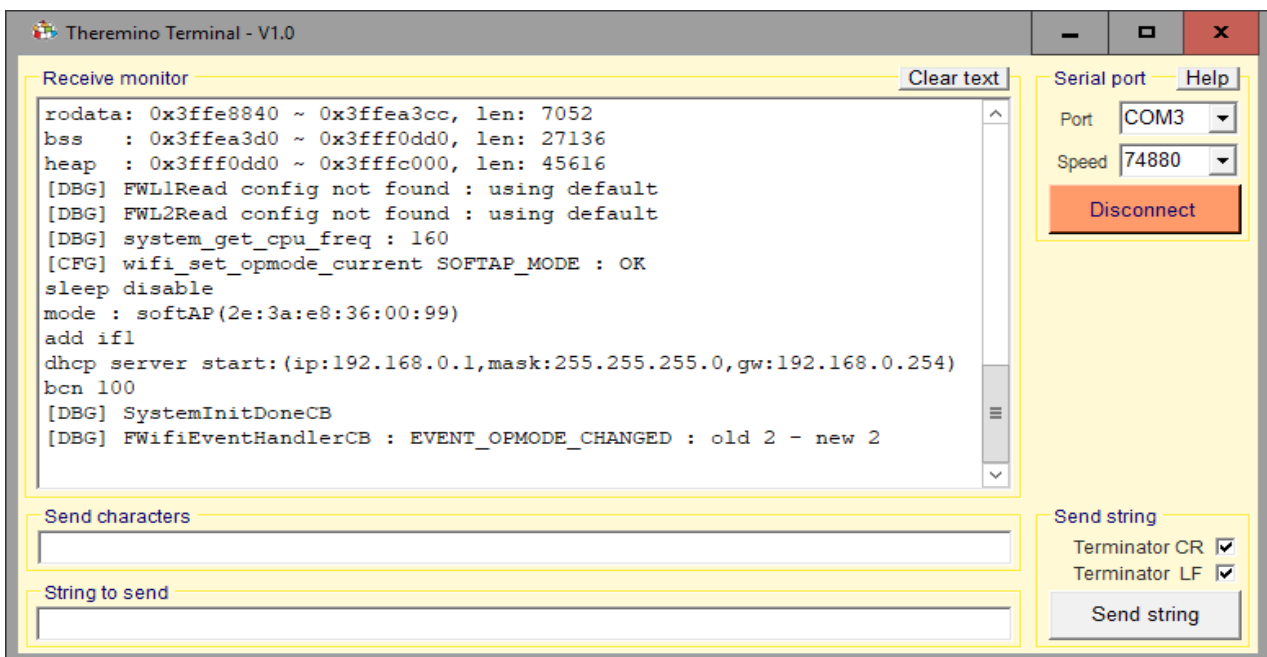 Theremino Terminal - V1.0
Receive monitor
Clear text
rodata: 0x3ffe8840 ~ 0x3ffea3cc, len: 7052
bss   : 0x3ffea3d0 ~ 0x3fff0dd0, len: 27136
heap  : 0x3fff0dd0 ~ 0x3fffc000, len: 45616
[DBG] FWL1Read config not found : using default
[DBG] FWL2Read config not found : using default
[DBG] system_get_cpu_freq : 160
[CFG] wifi_set_opmode_current SOFTAP_MODE : OK
sleep disable
mode : softAP(2e:3a:e8:36:00:99)
add if1
dhcp server start:(ip:192.168.0.1,mask:255.255.255.0,gw:192.168.0.254)
bcn 100
[DBG] SystemInitDoneCB
[DBG] FWifiEventHandlerCB : EVENT_OPMODE_CHANGED : old 2 - new 2
Serial port
Help
Port COM3
Speed 74880
Disconnect
Send characters
String to send
Send string
Terminator CR
Terminator LF
Send string